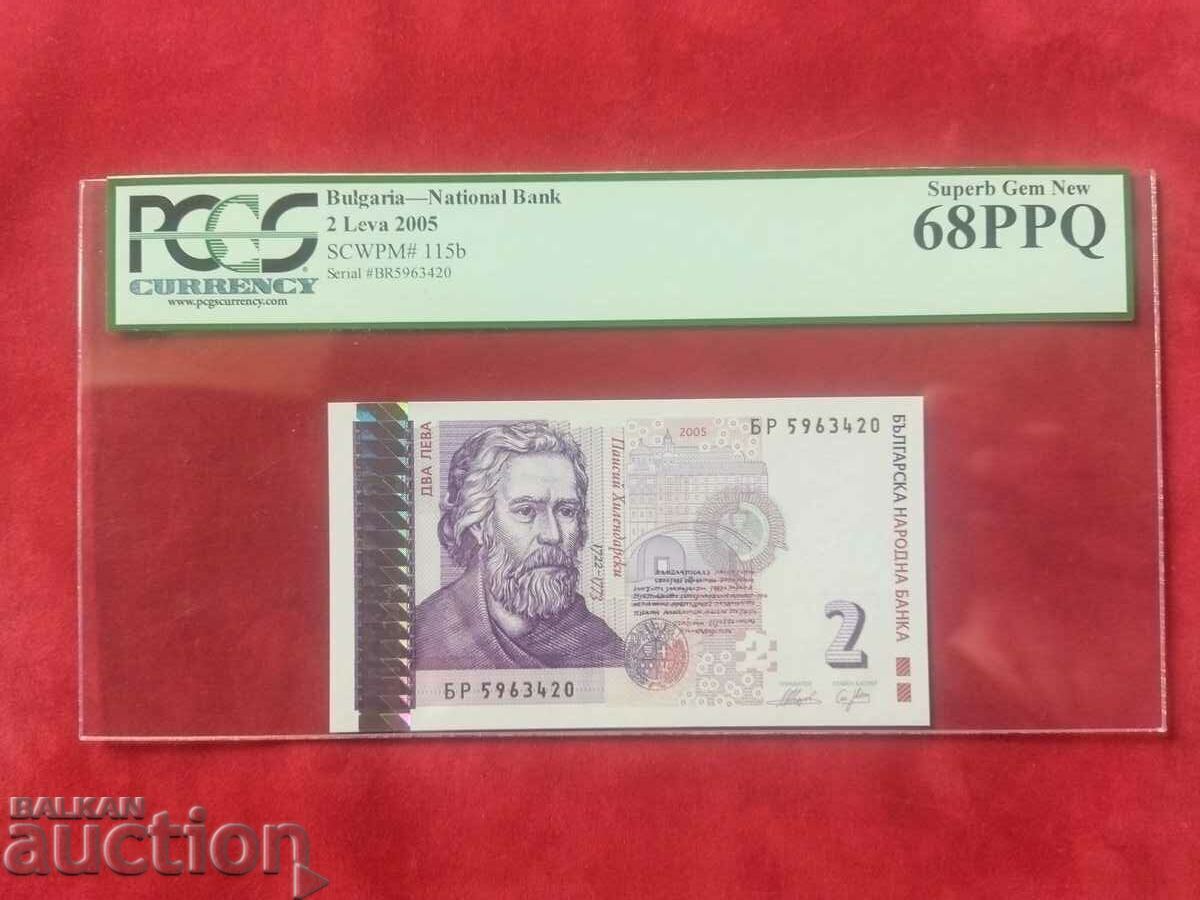 PCGS
CURRENCY
www.pcgscurrency.com
Bulgaria—National Bank
2 Leva 2005
SCWPM# 115b
Serial #BR5963420
Superb Gem New
68PPQ
ДВА ЛЕВА
Паисий Хилендарски
1722-1773
2005
БР 5963420
БЪЛГАРСКА НАРОДНА БАНКА
БР 5963420
2
BALKAN
auction